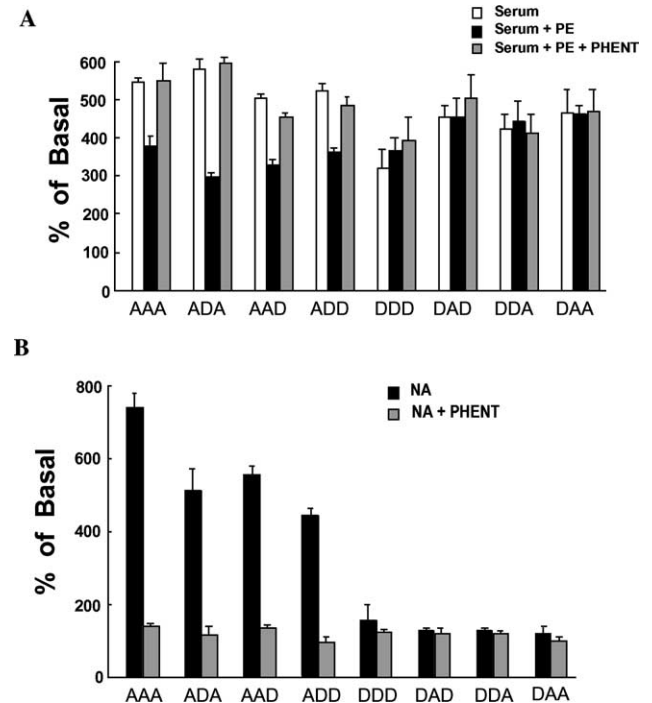 A
Serum
Serum + PE
Serum + PE + PHENT
% of Basal
600
500
400
300
200
100
0
AAA ADA AAD ADD DDD DAD DDA DAA
B
NA
NA + PHENT
% of Basal
800
600
400
200
0
AAA ADA AAD ADD DDD DAD DDA DAA